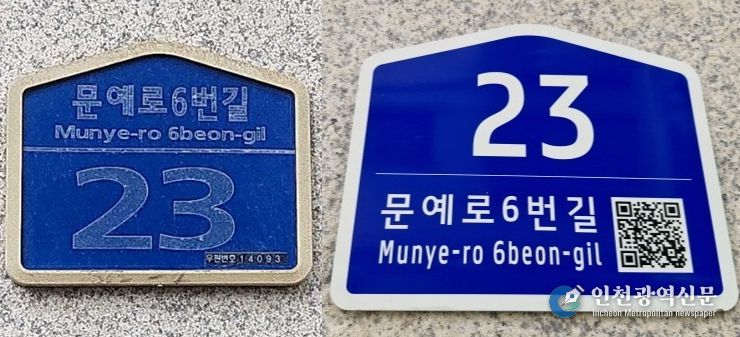 문예로6번길
Munye-ro 6beon-gil
23
우편번호 14093
23
문예로6번길
Munye-ro 6beon-gil
인천광역신문
Incheon Metropolitan Newspaper